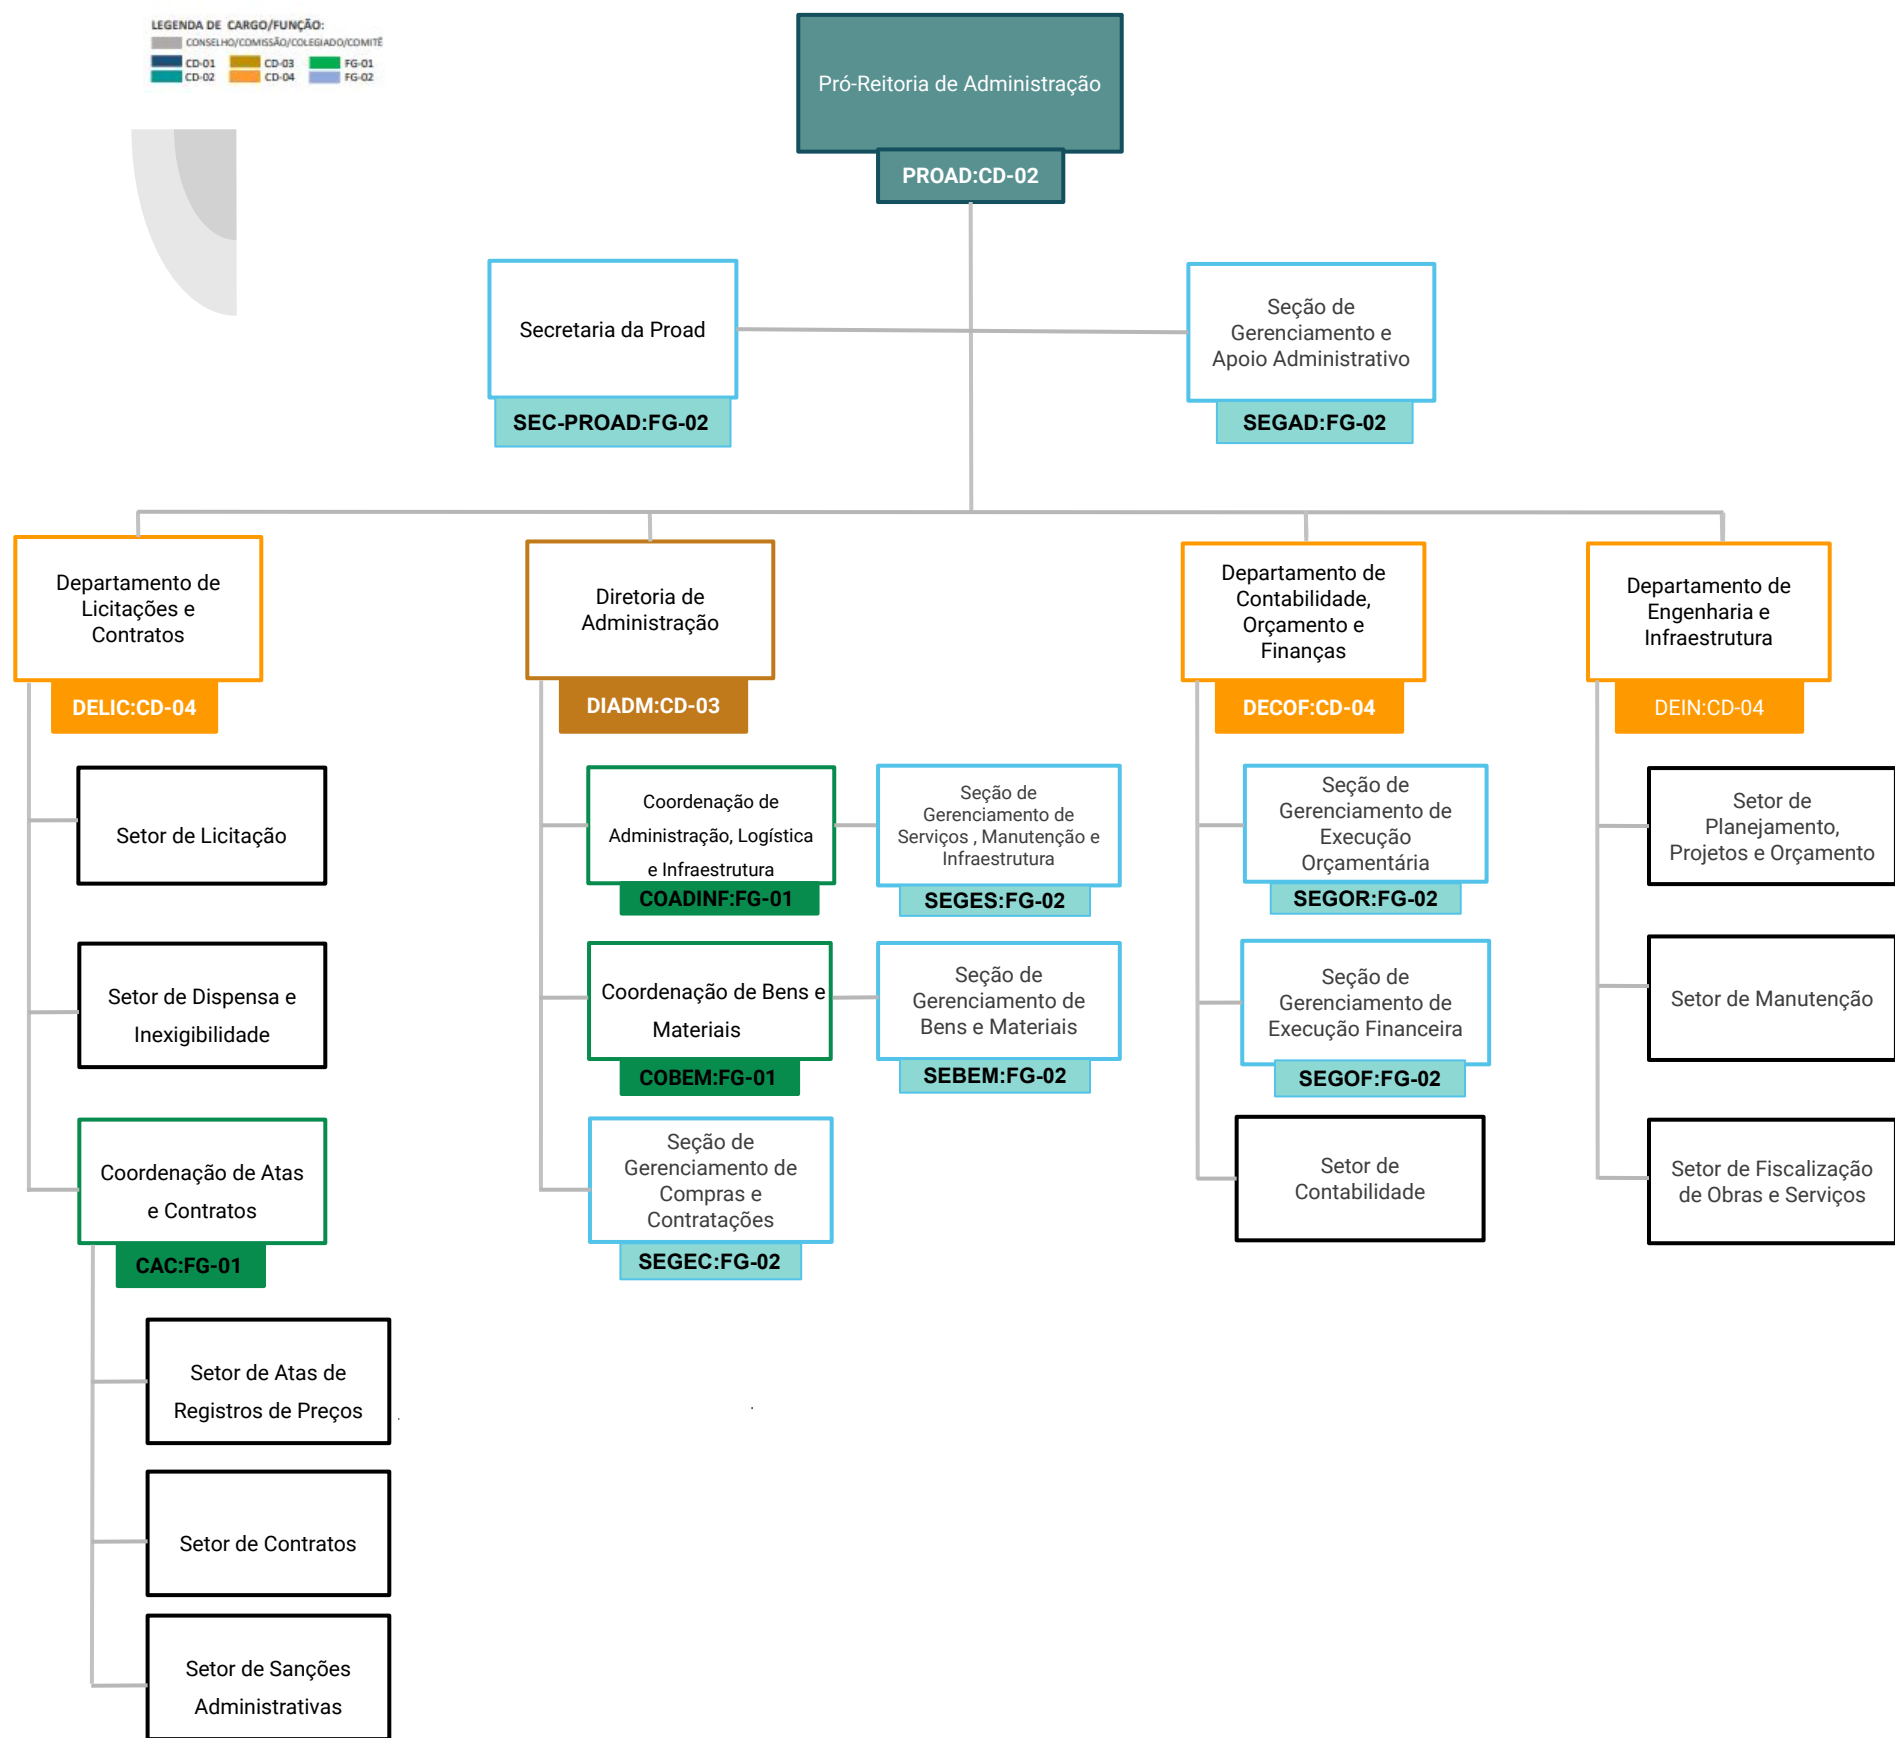 LEGENDA DE CARGO/FUNÇÃO:
CONSELHO/COMISSÃO/COLEGIADO/COMITÊ
CD-01 CD-03 FG-01
CD-02 CD-04 FG-02
Pró-Reitoria de Administração
PROAD:CD-02
Secretaria da Proad
SEC-PROAD:FG-02
Seção de
Gerenciamento e
Apoio Administrativo
SEGAD:FG-02
Departamento de
Licitações e
Contratos
DELIC:CD-04
Diretoria de
Administração
DIADM:CD-03
Departamento de
Contabilidade,
Orçamento e
Finanças
DECOF:CD-04
Departamento de
Engenharia e
Infraestrutura
DEIN:CD-04
Setor de Licitação
Setor de Dispensa e
Inexigibilidade
Coordenação de Atas
e Contratos
CAC:FG-01
Setor de Atas de
Registros de Preços
Setor de Contratos
Setor de Sanções
Administrativas
Coordenação de
Administração, Logística
e Infraestrutura
COADINF:FG-01
Seção de
Gerenciamento de
Serviços , Manutenção e
Infraestrutura
SEGES:FG-02
Coordenação de Bens e
Materiais
COBEM:FG-01
Seção de
Gerenciamento de
Bens e Materiais
SEBEM:FG-02
Seção de
Gerenciamento de
Compras e
Contratações
SEGEC:FG-02
Seção de
Gerenciamento de
Execução
Orçamentária
SEGOR:FG-02
Seção de
Gerenciamento de
Execução Financeira
SEGOF:FG-02
Setor de
Contabilidade
Setor de
Planejamento,
Projetos e Orçamento
Setor de Manutenção
Setor de Fiscalização
de Obras e Serviços